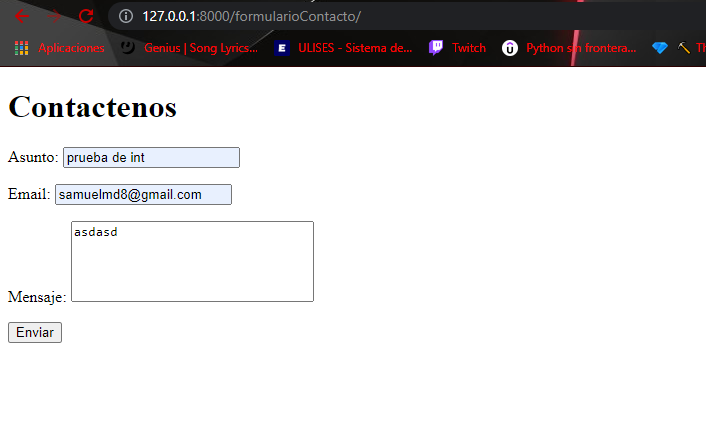 127.0.0.1:8000/formularioContacto/
Aplicaciones Genius | Song Lyrics... ULISES - Sistema de... Twitch Python sin frontera... Th
Contactenos
Asunto: prueba de int
Email: samuelmd8@gmail.com
asdasd
Mensaje:
Enviar